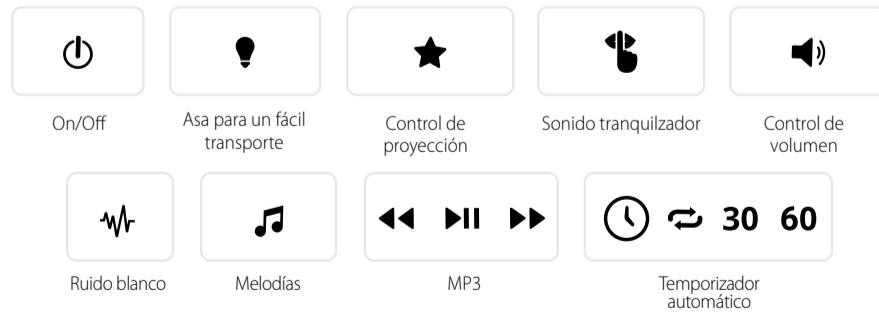 On/Off
Asa para un fácil
transporte
Control de
proyección
Sonido tranquilzador
Control de
volumen
30 60
Ruido blanco
Melodías
MP3
Temporizador
automático